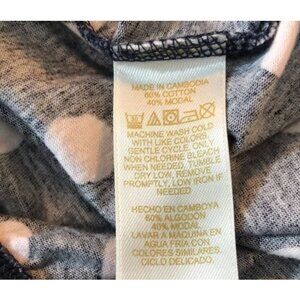 MADE IN CAMBODIA
60% COTTON
40% MODAL
MACHINE WASH COLD
WITH LIKE COLORS,
GENTLE CYCLE, ONLY
NON CHLORINE BLEACH
WHEN NEEDED. TUMBLE
DRY LOW, REMOVE
PROMPTLY, LOW IRON IF
NEEDED
HECHO EN CAMBOYA
60% ALGODON
40% MODAL
LAVAR A MAQUINA EN
AGUA FRIA CON
COLORES SIMILARES.
CICLO DELICADO.